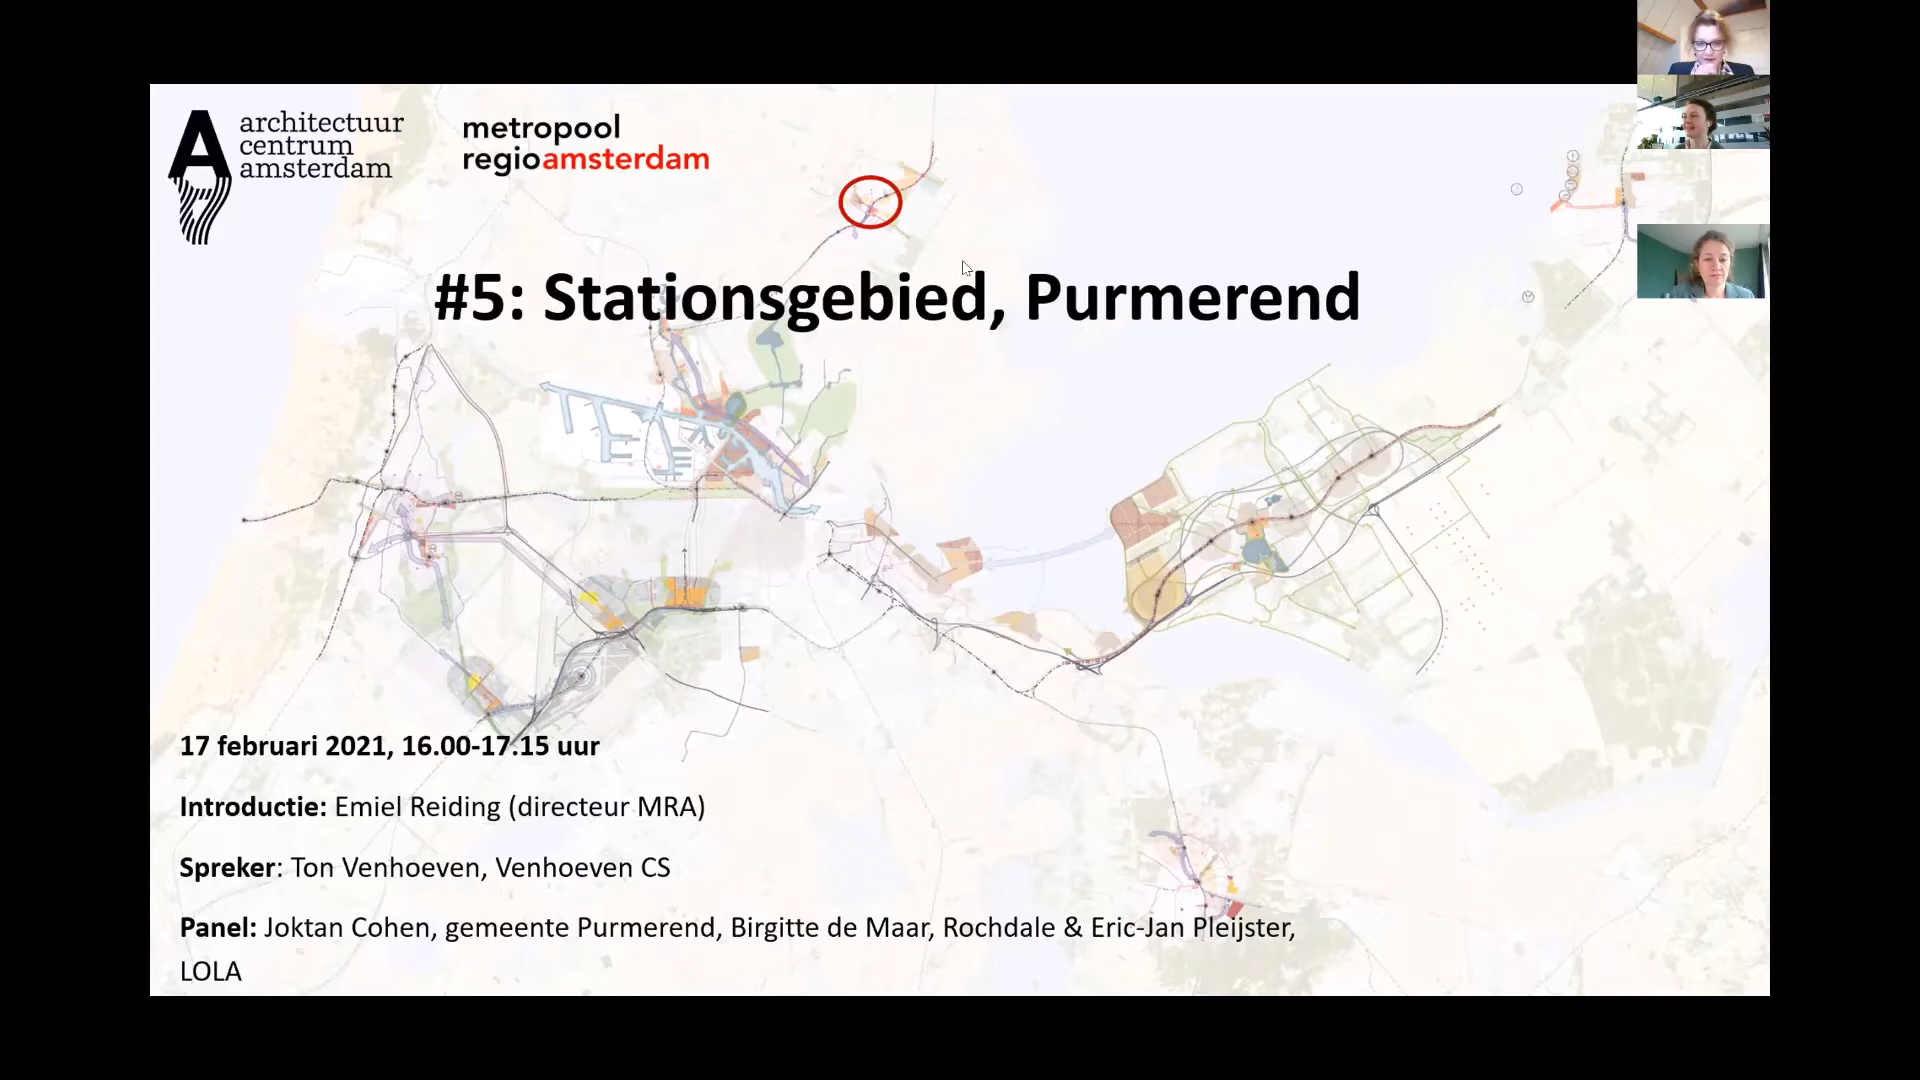 architectuur
centrum
amsterdam
metropool
regioamsterdam
#5: Stationsgebied, Purmerend
17 februari 2021, 16.00-17.15 uur
Introductie: Emiel Reiding (directeur MRA)
Spreker: Ton Venhoeven, Venhoeven CS
Panel: Joktan Cohen, gemeente Purmerend, Birgitte de Maar, Rochdale & Eric-Jan Pleijster,
LOLA